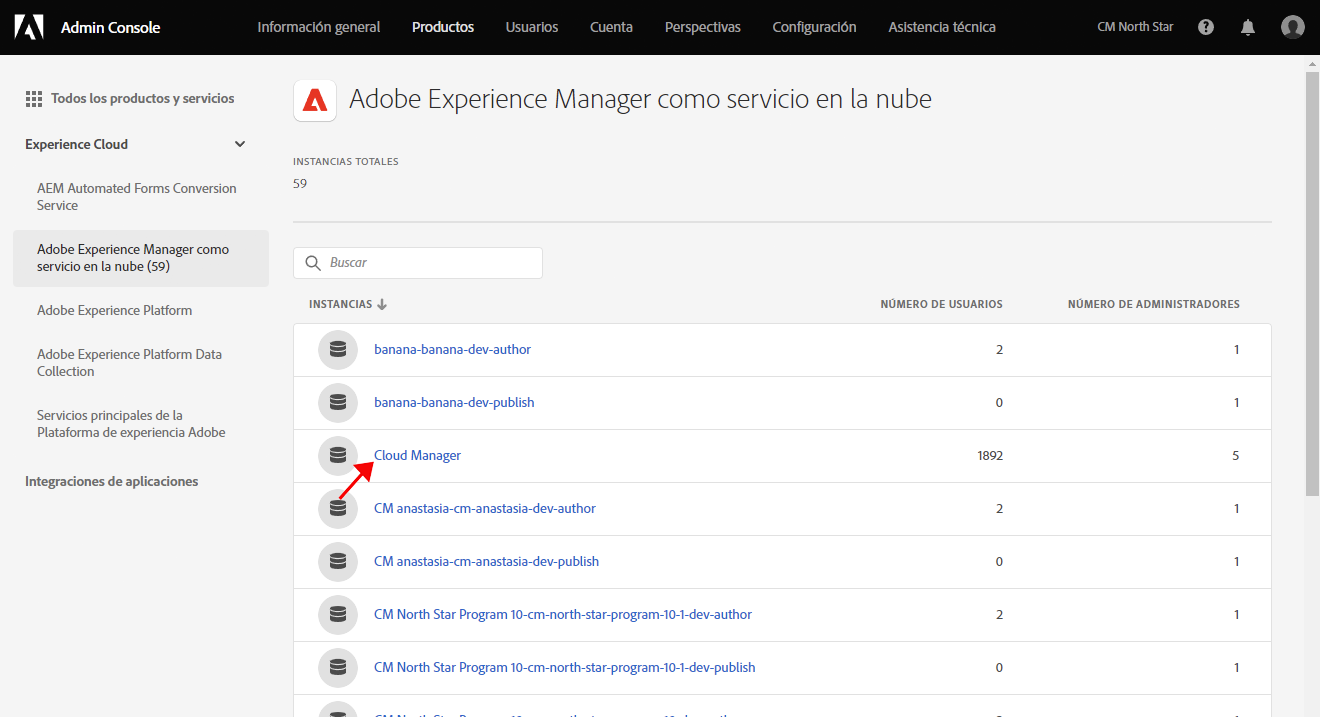 Admin Console
Información general
Productos
Usuarios
Cuenta
Perspectivas
Configuración
Asistencia técnica
CM North Star
?
Todos los productos y servicios
Experience Cloud
AEM Automated Forms Conversion
Service
Adobe Experience Manager como
servicio en la nube (59)
Adobe Experience Platform
Adobe Experience Platform Data
Collection
Servicios principales de la
Plataforma de experiencia Adobe
Integraciones de aplicaciones
Adobe Experience Manager como servicio en la nube
INSTANCIAS TOTALES
59
Buscar
INSTANCIAS NÚMERO DE USUARIOS NÚMERO DE ADMINISTRADORES
banana-banana-dev-author 2 1
banana-banana-dev-publish 0 1
Cloud Manager 1892 5
CM anastasia-cm-anastasia-dev-author 2 1
CM anastasia-cm-anastasia-dev-publish 0 1
CM North Star Program 10-cm-north-star-program-10-1-dev-author 2 1
CM North Star Program 10-cm-north-star-program-10-1-dev-publish 0 1